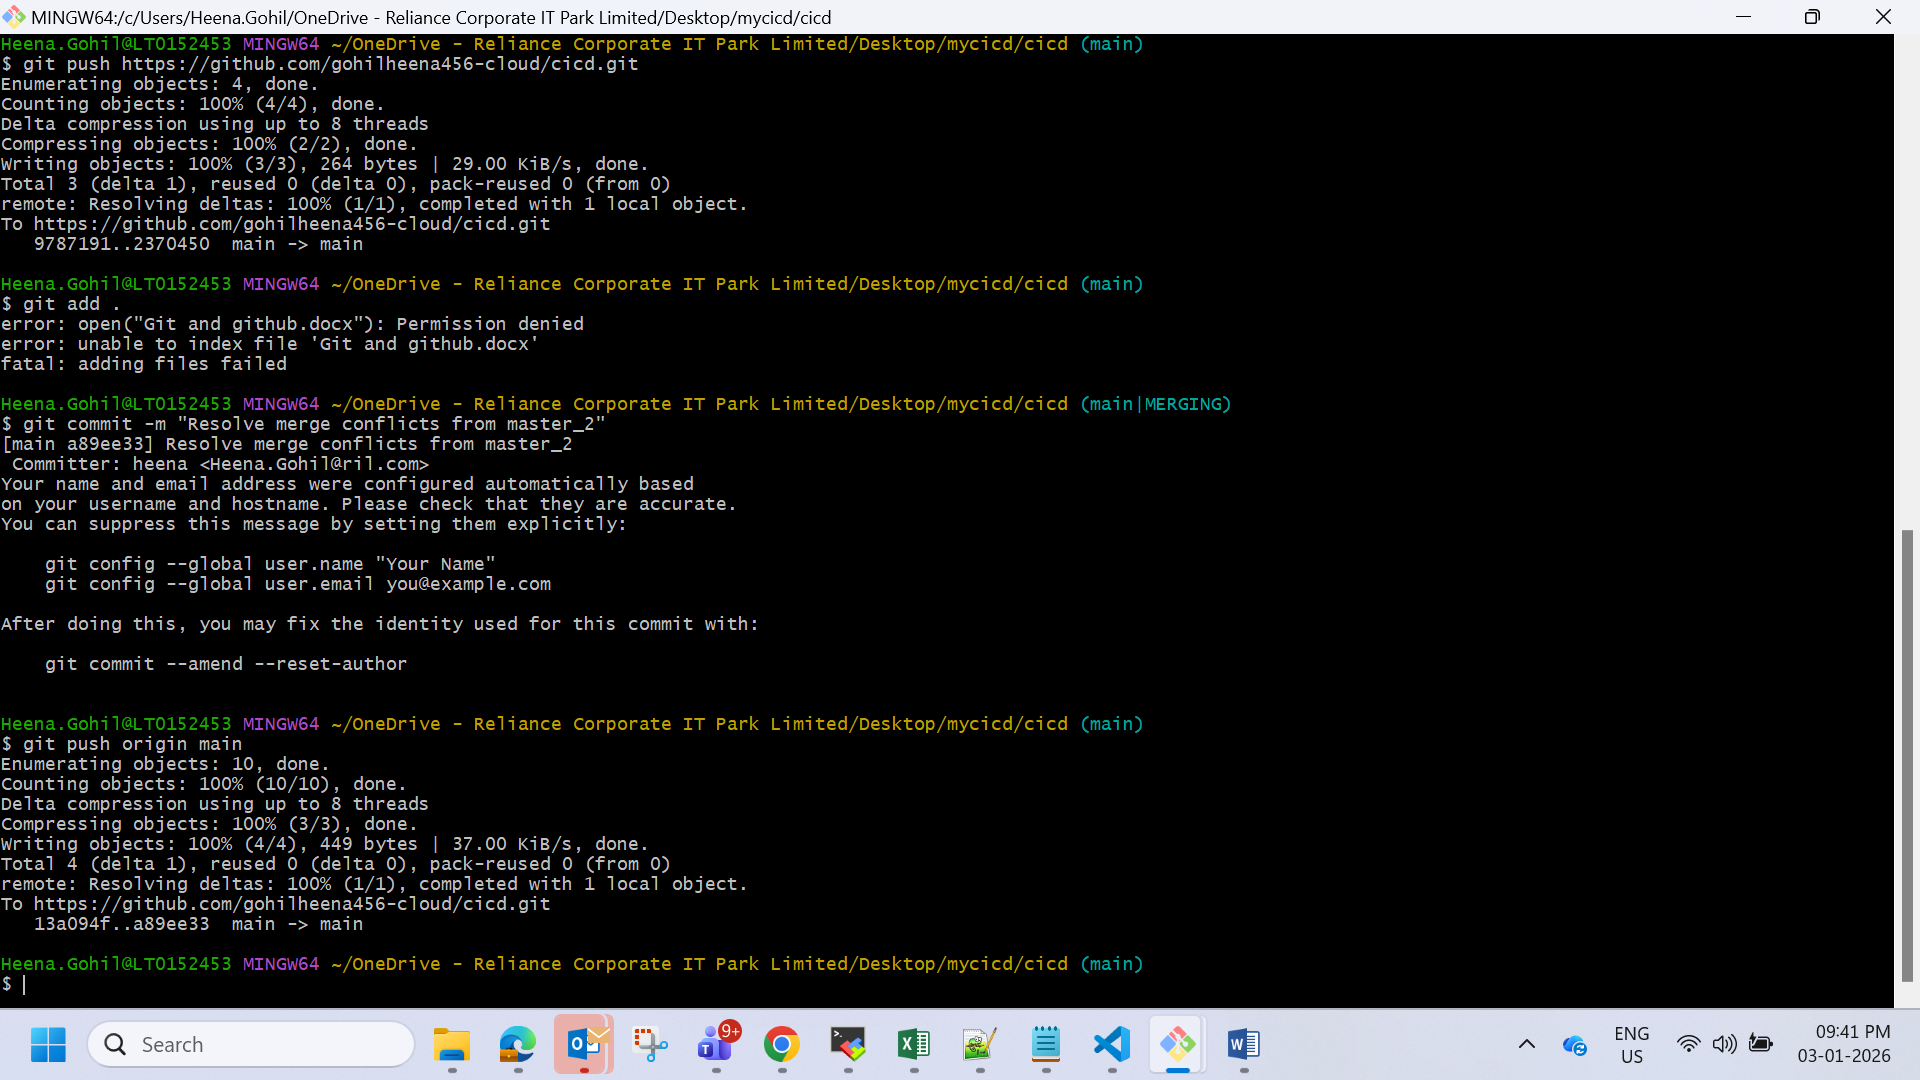 MINGW64:/c/Users/Heena.Gohil/OneDrive - Reliance Corporate IT Park Limited/Desktop/mycicd/cicd
Heena.Gohil@LT0152453 MINGW64 ~/OneDrive - Reliance Corporate IT Park Limited/Desktop/mycicd/cicd (main)
$ git push https://github.com/gohilheena456-cloud/cicd.git
Enumerating objects: 4, done.
Counting objects: 100% (4/4), done.
Delta compression using up to 8 threads
Compressing objects: 100% (2/2), done.
Writing objects: 100% (3/3), 264 bytes | 29.00 KiB/s, done.
Total 3 (delta 1), reused 0 (delta 0), pack-reused 0 (from 0)
remote: Resolving deltas: 100% (1/1), completed with 1 local object.
To https://github.com/gohilheena456-cloud/cicd.git
   9787191..2370450  main -> main
Heena.Gohil@LT0152453 MINGW64 ~/OneDrive - Reliance Corporate IT Park Limited/Desktop/mycicd/cicd (main)
$ git add .
error: open("Git and github.docx"): Permission denied
error: unable to index file 'Git and github.docx'
fatal: adding files failed
Heena.Gohil@LT0152453 MINGW64 ~/OneDrive - Reliance Corporate IT Park Limited/Desktop/mycicd/cicd (main|MERGING)
$ git commit -m "Resolve merge conflicts from master_2"
[main a89ee33] Resolve merge conflicts from master_2
 Committer: heena <Heena.Gohil@ril.com>
Your name and email address were configured automatically based
on your username and hostname. Please check that they are accurate.
You can suppress this message by setting them explicitly:
    git config --global user.name "Your Name"
    git config --global user.email you@example.com
After doing this, you may fix the identity used for this commit with:
    git commit --amend --reset-author
Heena.Gohil@LT0152453 MINGW64 ~/OneDrive - Reliance Corporate IT Park Limited/Desktop/mycicd/cicd (main)
$ git push origin main
Enumerating objects: 10, done.
Counting objects: 100% (10/10), done.
Delta compression using up to 8 threads
Compressing objects: 100% (3/3), done.
Writing objects: 100% (4/4), 449 bytes | 37.00 KiB/s, done.
Total 4 (delta 1), reused 0 (delta 0), pack-reused 0 (from 0)
remote: Resolving deltas: 100% (1/1), completed with 1 local object.
To https://github.com/gohilheena456-cloud/cicd.git
   13a094f..a89ee33  main -> main
Heena.Gohil@LT0152453 MINGW64 ~/OneDrive - Reliance Corporate IT Park Limited/Desktop/mycicd/cicd (main)
$
Search
9+
ENG
US
09:41 PM
03-01-2026